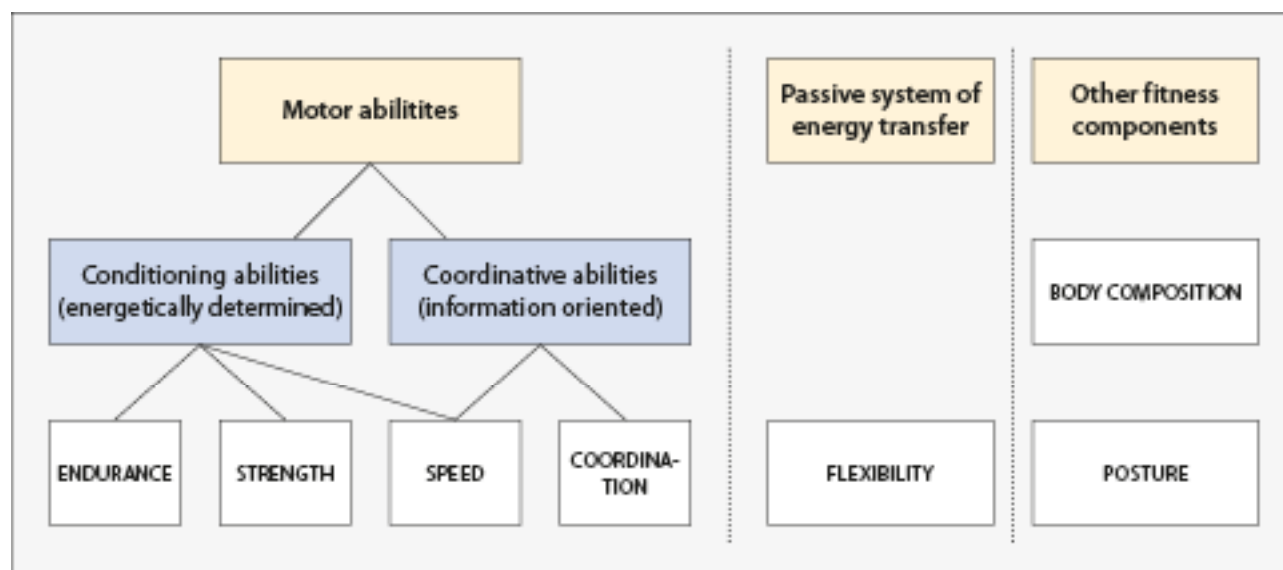 Motor abilitites
Passive system of
energy transfer
Other fitness
components
Conditioning abilities
(energetically determined)
Coordinative abilities
(information oriented)
BODY COMPOSITION
ENDURANCE
STRENGTH
SPEED
COORDINA-
TION
FLEXIBILITY
POSTURE